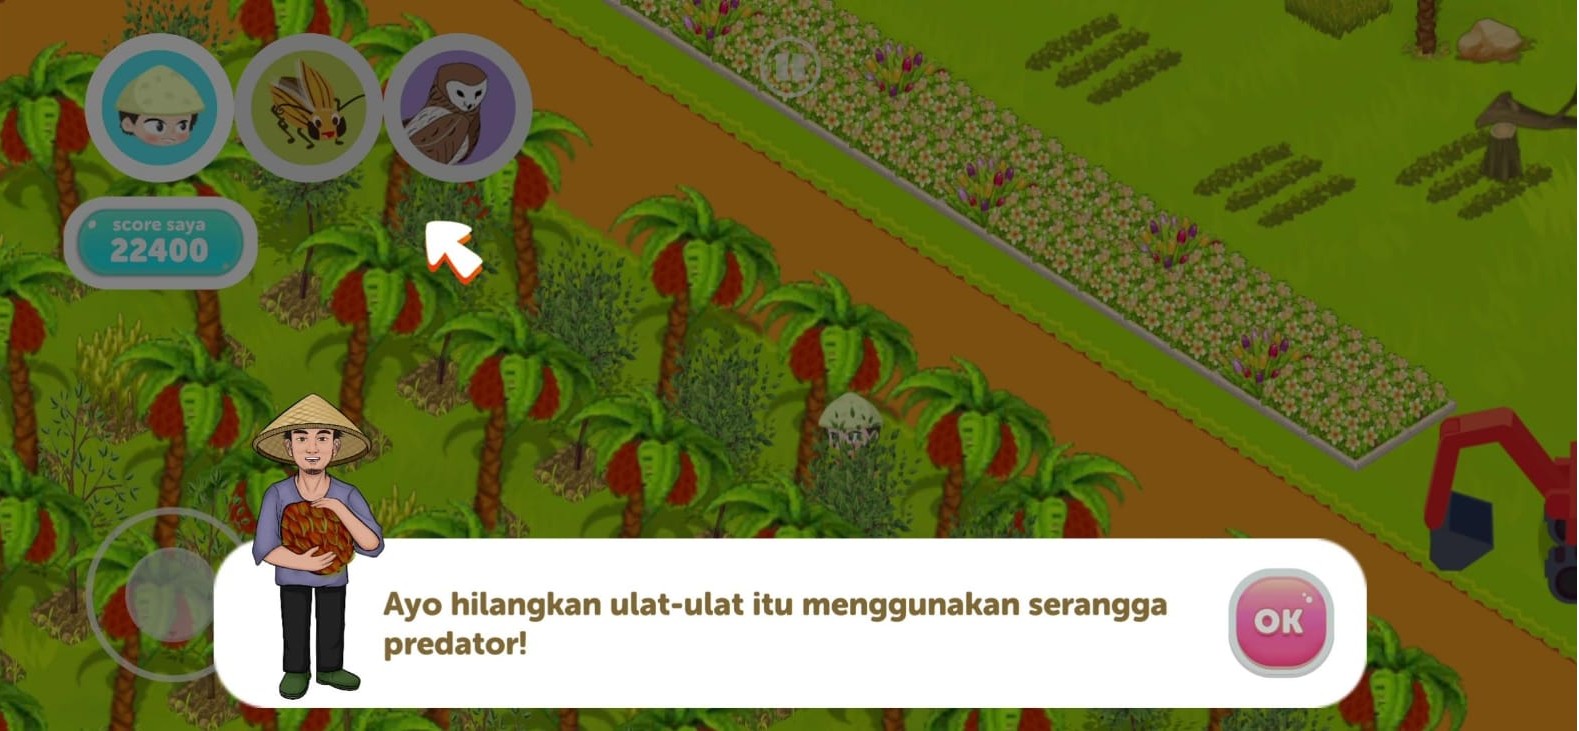 score saya
22400
Ayo hilangkan ulat-ulat itu menggunakan serangga
predator!
OK